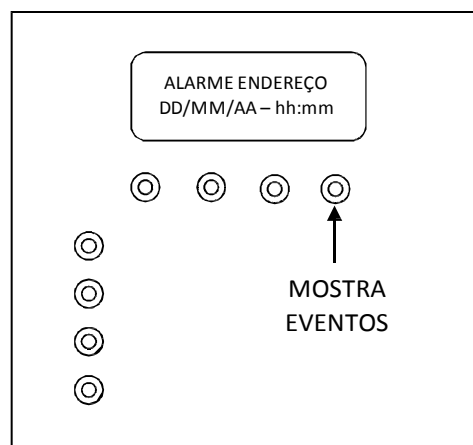 ALARME ENDEREÇO
DD/MM/AA – hh:mm
MOSTRA
EVENTOS